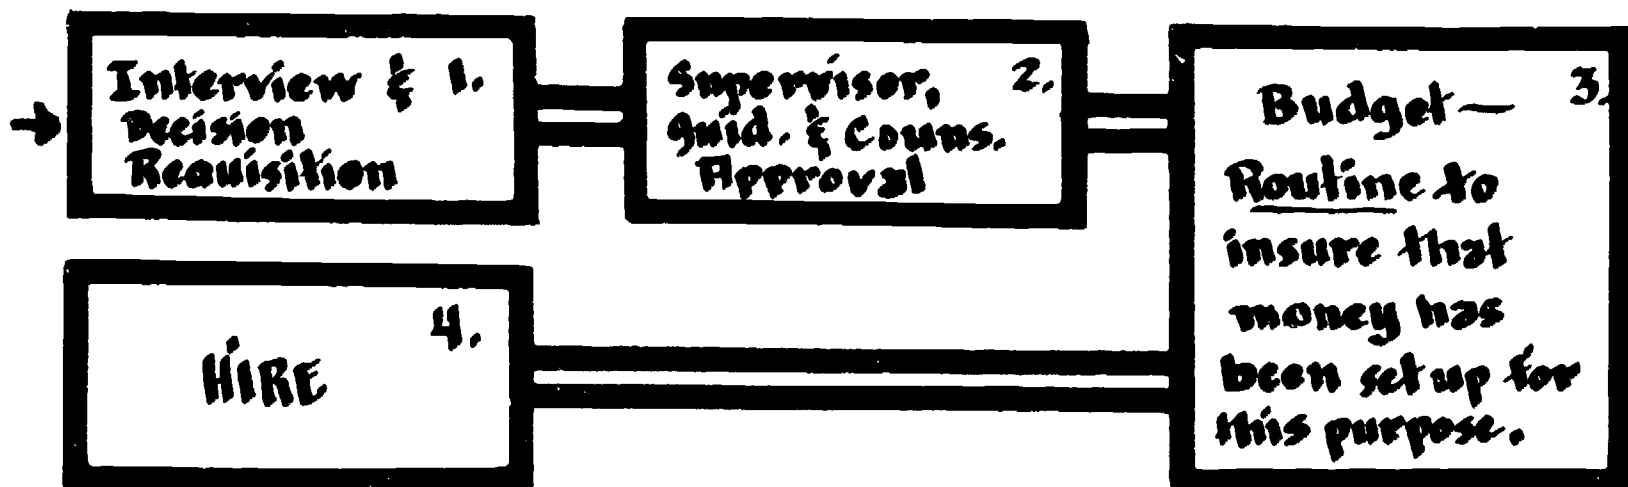 Interview & 1.
Decision
Requisition
Supervisor, 2.
Guid. & Couns.
Approval
Budget— 3.
Routine to
insure that
money has
been set up for
this purpose.
4.
HIRE